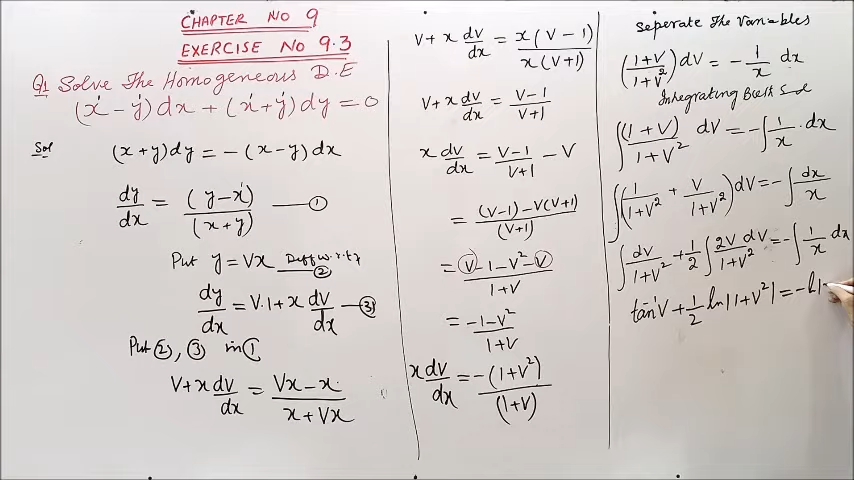 CHAPTER NO 9
EXERCISE NO 9.3
Q1 Solve The Homogeneous D.E
(x - y)dx + (x+y)dy = 0
Sol
(x+y)dy = -(x-y)dx
dy/dx = (y-x)/(x+y) — ①
Put y = Vx Diff w.r.t x
②
dy/dx = V.1 + x dv/dx — ③
Put ②, ③ in ①
V + x dv/dx = Vx - x / x + Vx
V + x dv/dx = x(V-1) / x(V+1)
V + x dv/dx = V-1 / V+1
x dv/dx = V-1 / V+1 - V
= (V-1) - V(V+1) / (V+1)
= V - 1 - V² - V / 1+V
= -1-V² / 1+V
x dv/dx = -(1+V²) / (1+V)
Seperate The Variables
(1+V / 1+V²) dV = - 1/x dx
Integrating Both S d
∫ (1+V) / 1+V² dV = -∫ 1/x . dx
∫ (1 / 1+V² + V / 1+V²) dV = -∫ dx/x
∫ dV / 1+V² + 1/2 ∫ 2V dV / 1+V² = -∫ 1/x dx
tan⁻¹V + 1/2 ln|1+V²| = -ln|